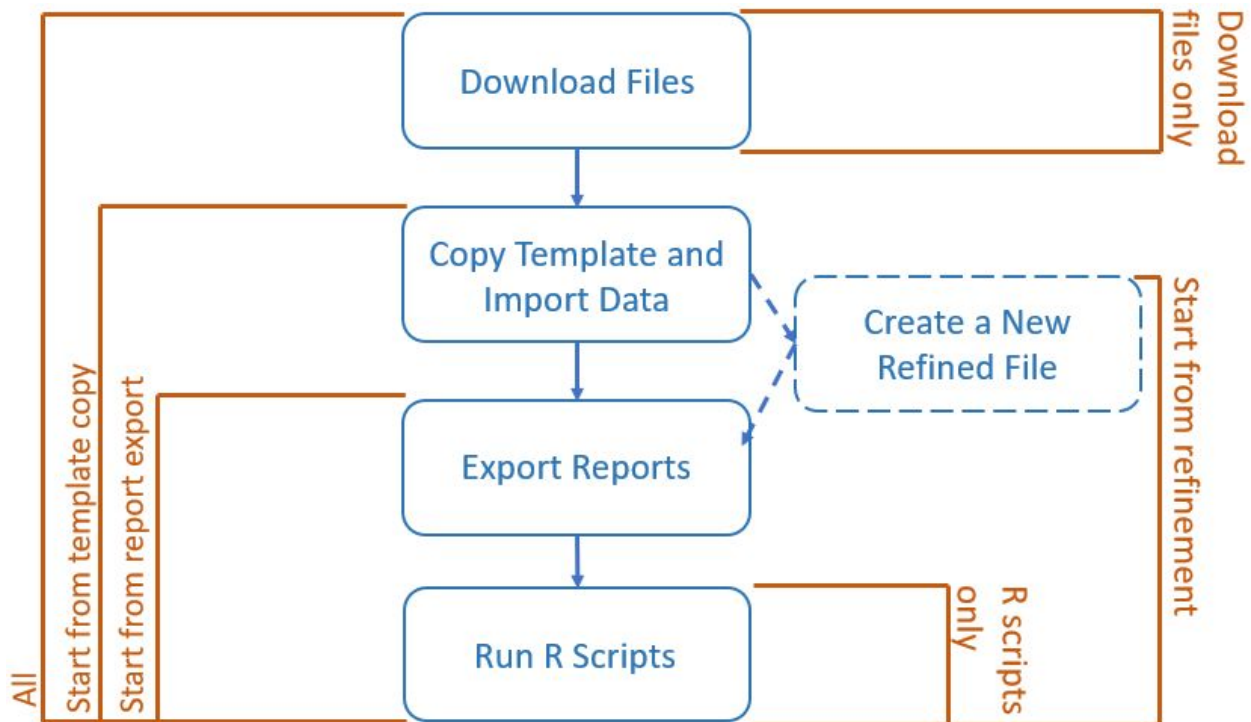 Download Files
Download
files only
Copy Template and
Import Data
Create a New
Refined File
Start from refinement
Export Reports
Run R Scripts
R scripts
only
All
Start from template copy
Start from report export